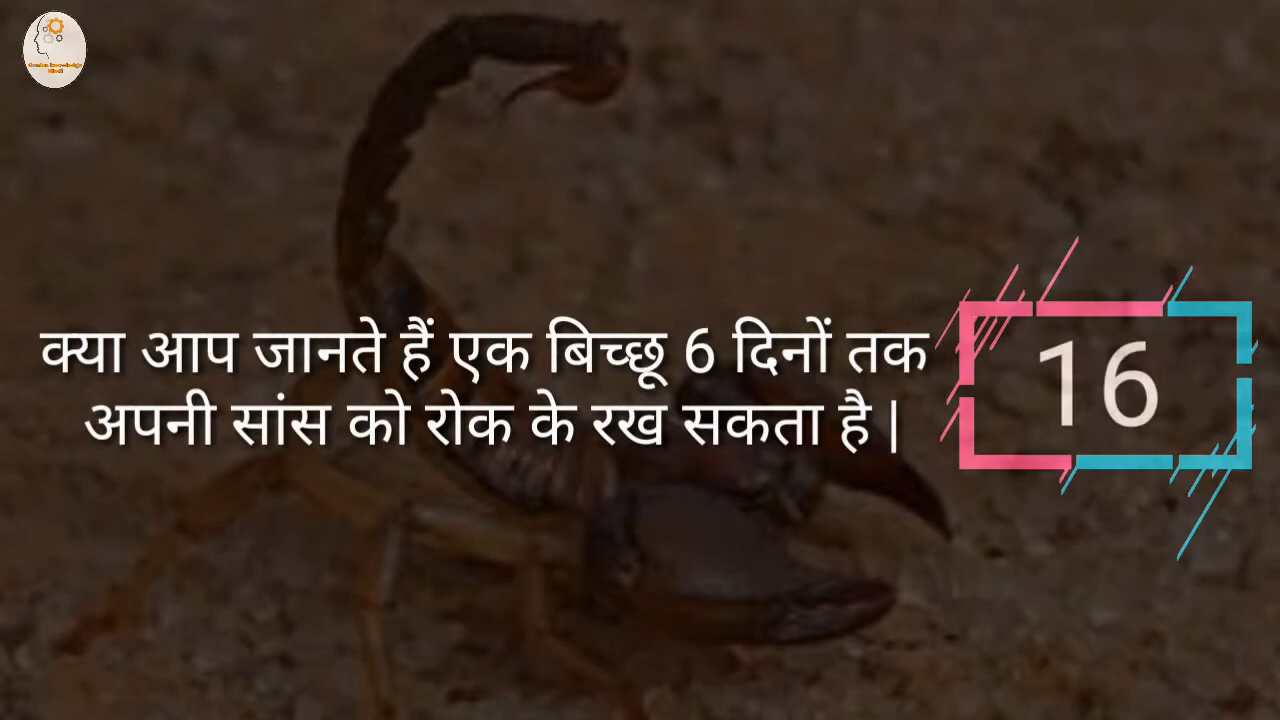 क्या आप जानते हैं एक बिच्छू 6 दिनों तक
अपनी सांस को रोक के रख सकता है |
16